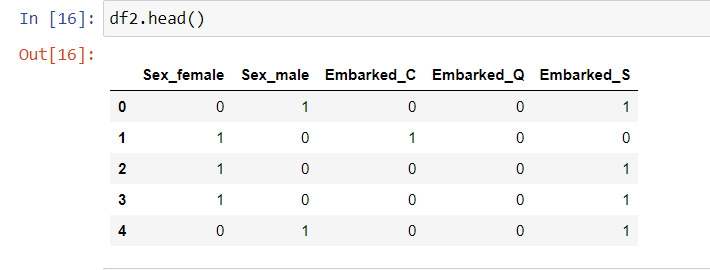 In [16]: df2.head()
Out[16]:
Sex_female Sex_male Embarked_C Embarked_Q Embarked_S
0 0 1 0 0 1
1 1 0 1 0 0
2 1 0 0 0 1
3 1 0 0 0 1
4 0 1 0 0 1